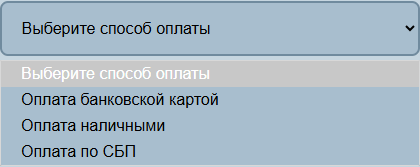 Выберите способ оплаты
Выберите способ оплаты
Оплата банковской картой
Оплата наличными
Оплата по СБП